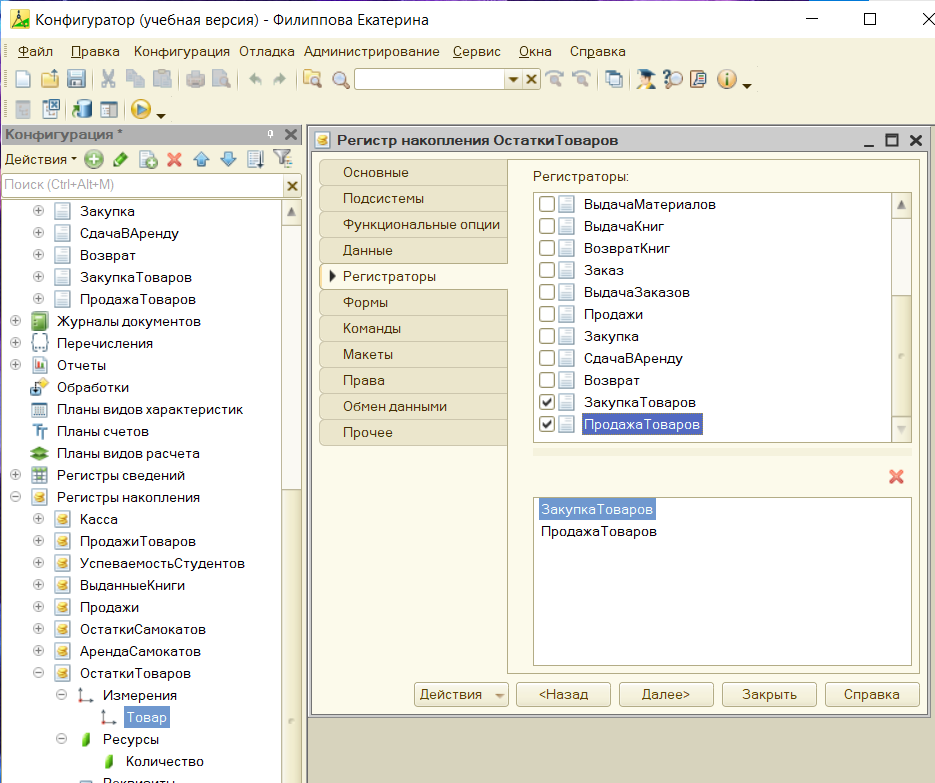 Конфигуратор (учебная версия) - Филиппова Екатерина
Файл Правка Конфигурация Отладка Администрирование Сервис Окна Справка
Конфигурация *
Действия
Поиск (Ctrl+Alt+M)
Закупка
СдачаВАренду
Возврат
ЗакупкаТоваров
ПродажаТоваров
Журналы документов
Перечисления
Отчеты
Обработки
Планы видов характеристик
Планы счетов
Планы видов расчета
Регистры сведений
Регистры накопления
Касса
ПродажиТоваров
УспеваемостьСтудентов
ВыданныеКниги
Продажи
ОстаткиСамокатов
АрендаСамокатов
ОстаткиТоваров
Измерения
Товар
Ресурсы
Количество
Реквизиты
Регистр накопления ОстаткиТоваров
Основные
Подсистемы
Функциональные опции
Данные
Регистраторы
Формы
Команды
Макеты
Права
Обмен данными
Прочее
Регистраторы:
ВыдачаМатериалов
ВыдачаКниг
ВозвратКниг
Заказ
ВыдачаЗаказов
Продажи
Закупка
СдачаВАренду
Возврат
ЗакупкаТоваров
ПродажаТоваров
ЗакупкаТоваров
ПродажаТоваров
Действия <Назад Далее> Закрыть Справка